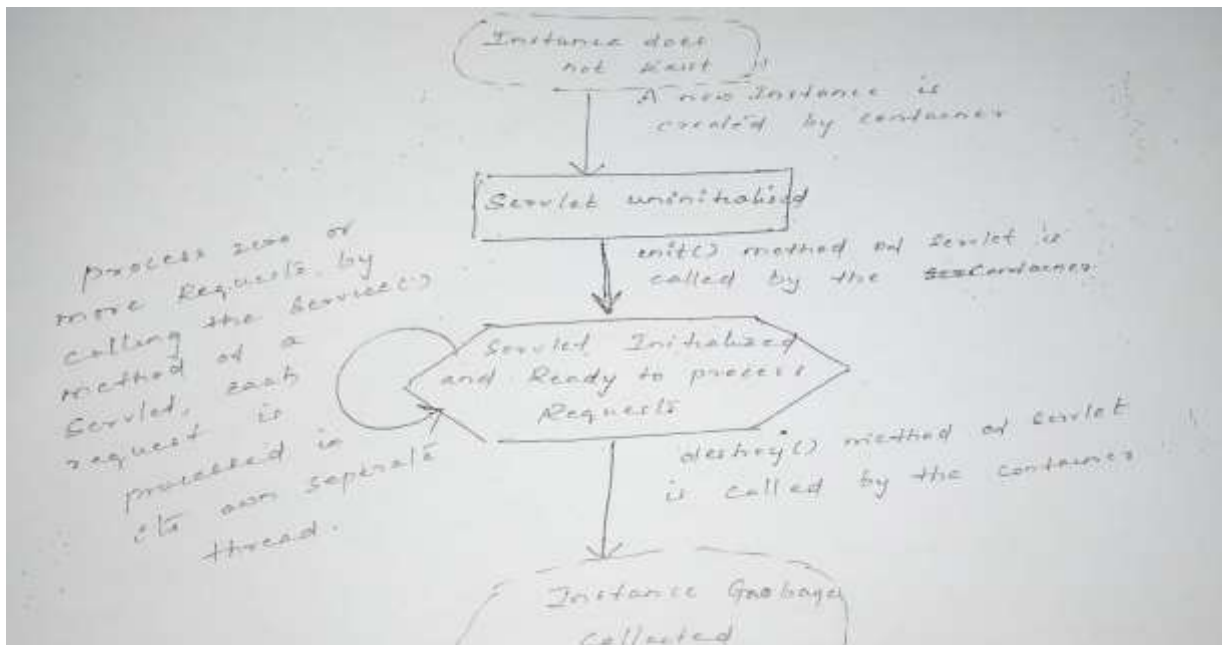 Instance does
not Exist
A new Instance is
created by container
Servlet uninitialised
init() method of Servlet is
called by the Container
process zero or
more Requests by
calling the Service()
method of a
Servlet, each
request is
processed in
its own seperate
thread.
Servlet Initialized
and Ready to process
Requests
destroy() method of Servlet
is called by the container
Instance Garbage
Collected